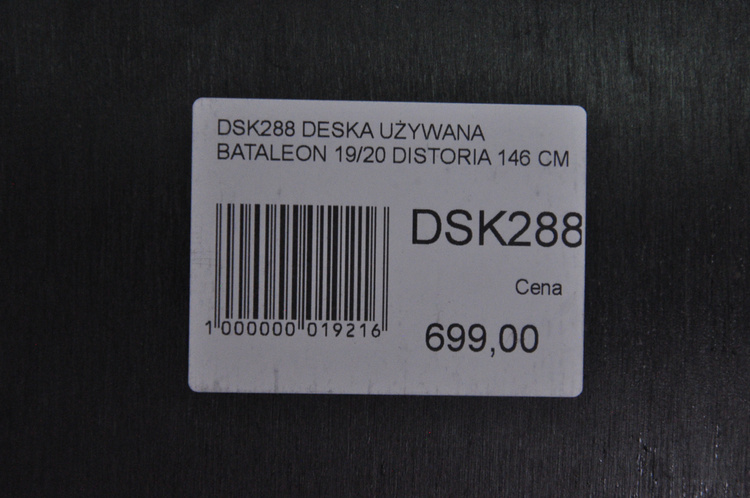 DSK288 DESKA UŻYWANA
BATALEON 19/20 DISTORIA 146 CM
DSK288
Cena
699,00
1 000000 019216